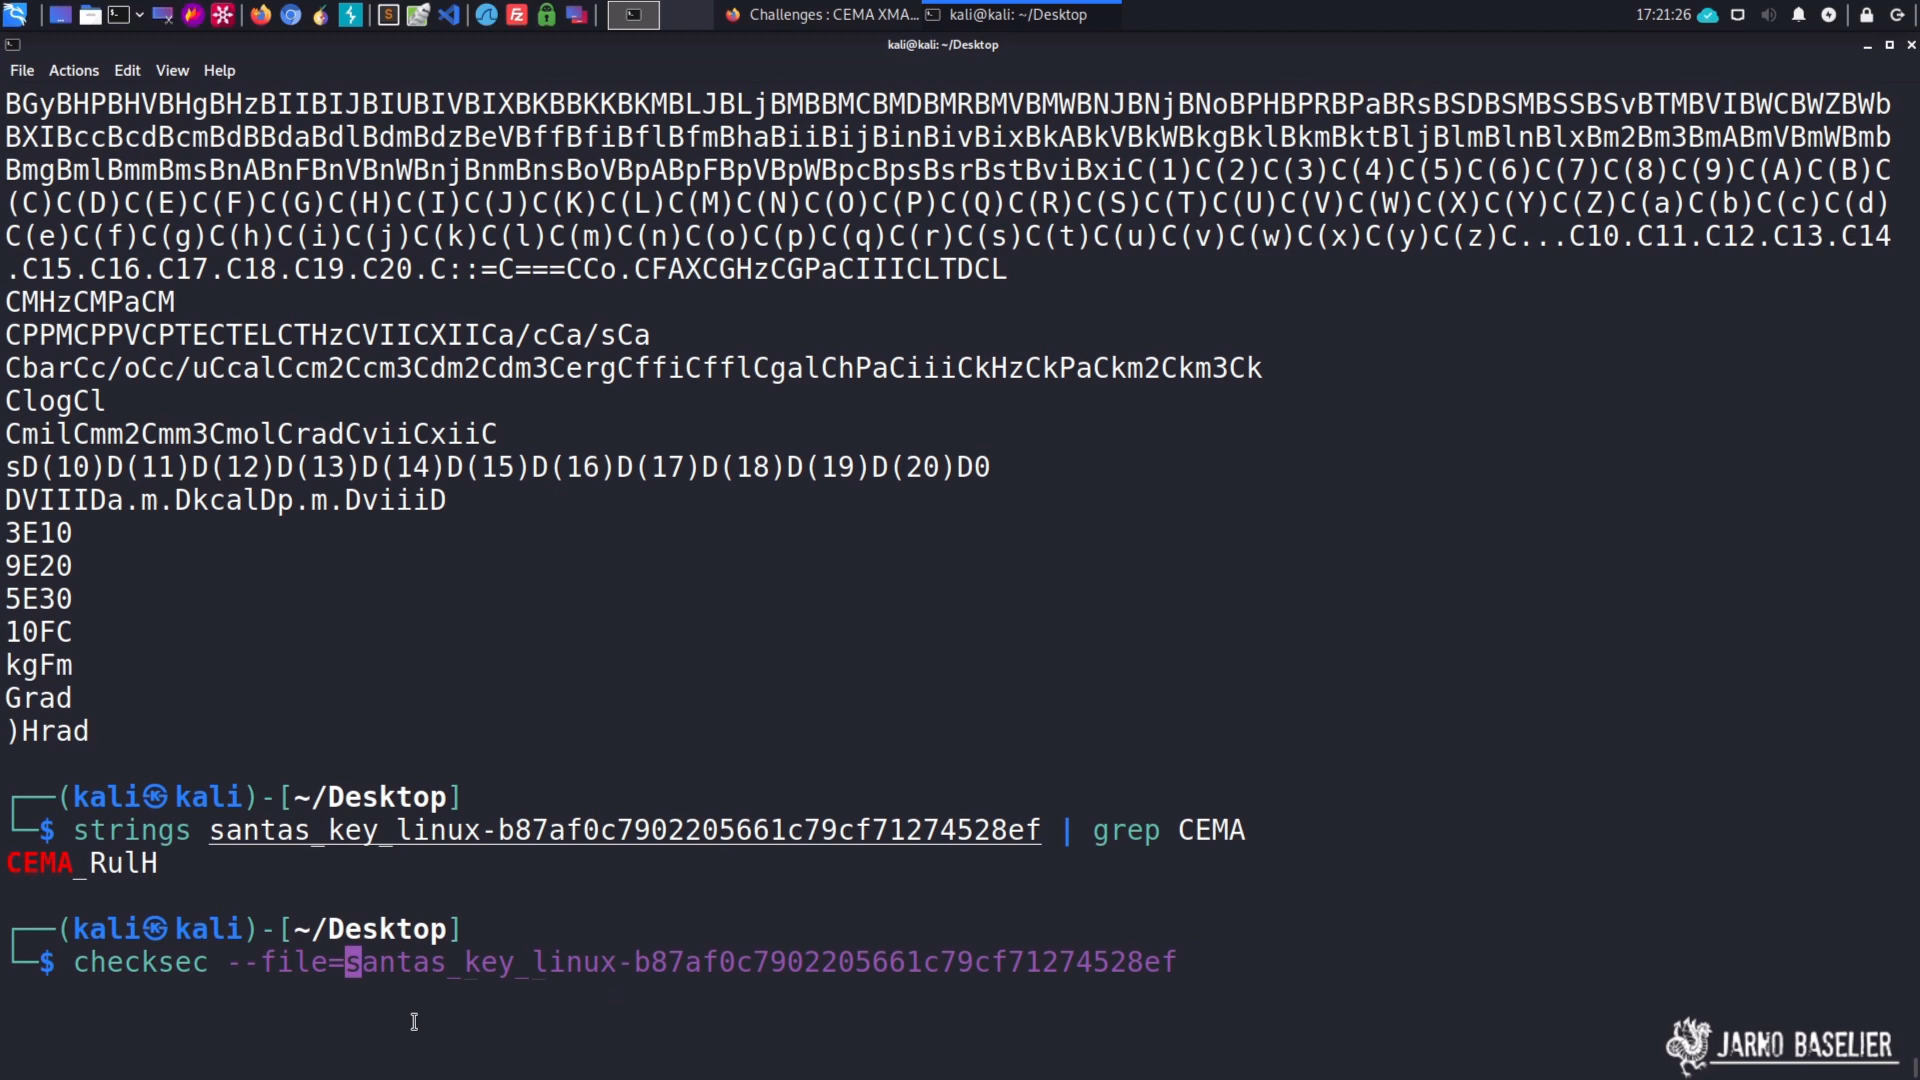 Challenges : CEMA XMA...
kali@kali: ~/Desktop
17:21:26
kali@kali: ~/Desktop
File Actions Edit View Help
BGyBHPBHVBHgBHzBIIBIJBIUBIVBIXBKBBKKBKMBLJBLjBMBBMCBMDBMRBMVBMWBNJBNjBNoBPHBPRBPaBRsBSDBSMBSSBSvBTMBVIBWCBWZBWb
BXIBccBcdBcmBdBBdaBdlBdmBdzBeVBffBfiBflBfmBhaBiiBijBinBivBixBkABkVBkWBkgBklBkmBktBljBlmBlnBlxBm2Bm3BmABmVBmWBmb
BmgBmlBmmBmsBnABnFBnVBnWBnjBnmBnsBoVBpABpFBpVBpWBpcBpsBsrBstBviBxiC(1)C(2)C(3)C(4)C(5)C(6)C(7)C(8)C(9)C(A)C(B)C
(C)C(D)C(E)C(F)C(G)C(H)C(I)C(J)C(K)C(L)C(M)C(N)C(O)C(P)C(Q)C(R)C(S)C(T)C(U)C(V)C(W)C(X)C(Y)C(Z)C(a)C(b)C(c)C(d)
C(e)C(f)C(g)C(h)C(i)C(j)C(k)C(l)C(m)C(n)C(o)C(p)C(q)C(r)C(s)C(t)C(u)C(v)C(w)C(x)C(y)C(z)C...C10.C11.C12.C13.C14
.C15.C16.C17.C18.C19.C20.C::=C===CCo.CFAXCGHzCGPaCIIICLTDCL
CMHzCMPaCM
CPPMCPPVCPTECTELCTHzCVIICXIICa/cCa/sCa
CbarCc/oCc/uCcalCcm2Ccm3Cdm2Cdm3CergCffiCfflCgalChPaCiiiCkHzCkPaCkm2Ckm3Ck
ClogCl
CmilCmm2Cmm3CmolCradCviiCxiiC
sD(10)D(11)D(12)D(13)D(14)D(15)D(16)D(17)D(18)D(19)D(20)D0
DVIIIDa.m.DkcalDp.m.DviiiD
3E10
9E20
5E30
10FC
kgFm
Grad
)Hrad
┌──(kali㉿kali)-[~/Desktop]
└─$ strings santas_key_linux-b87af0c7902205661c79cf71274528ef | grep CEMA
CEMA_RulH
┌──(kali㉿kali)-[~/Desktop]
└─$ checksec --file=santas_key_linux-b87af0c7902205661c79cf71274528ef
JARNO BASELIER